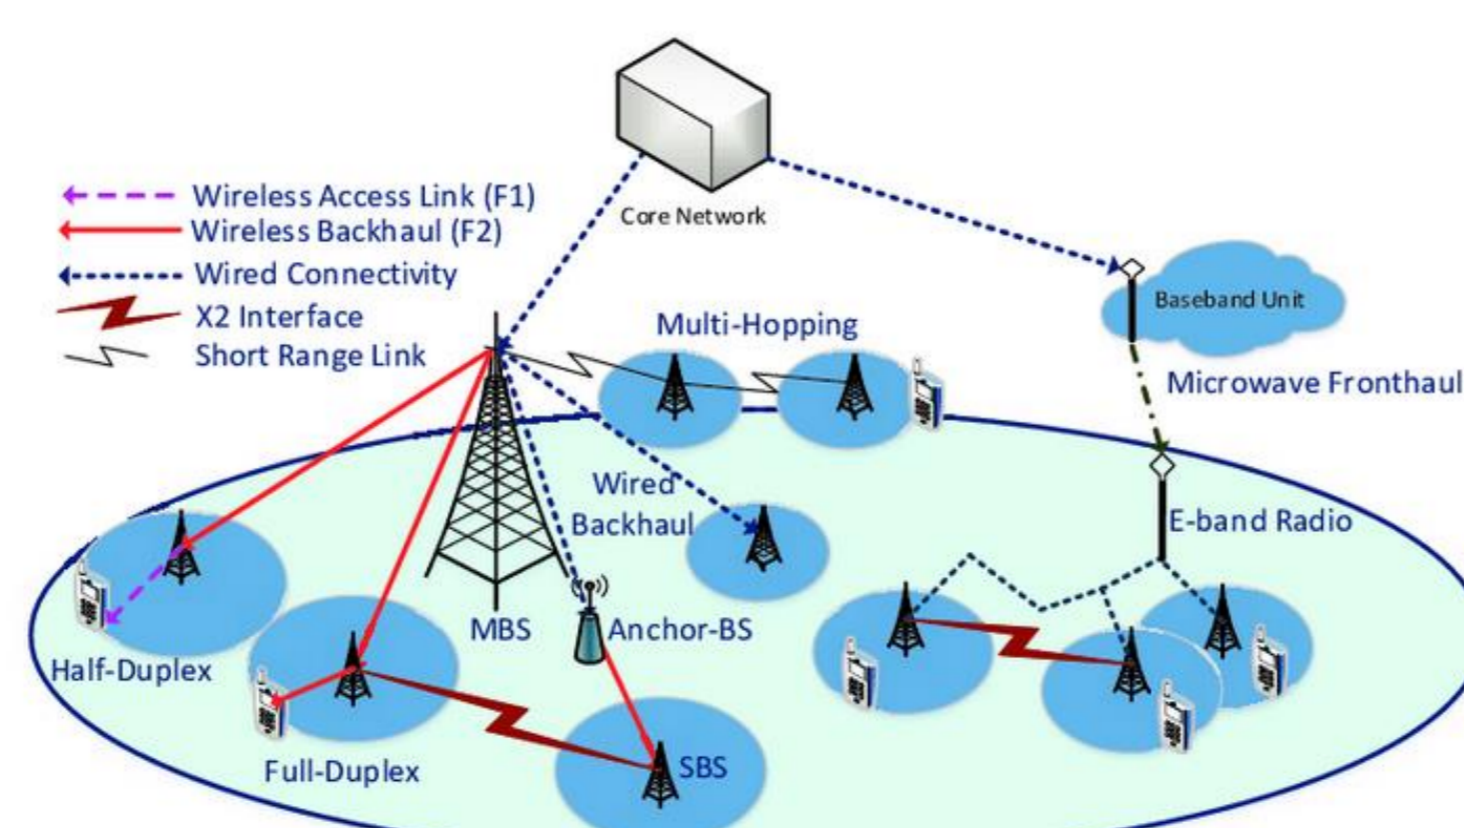 Core Network
Wireless Access Link (F1)
Wireless Backhaul (F2)
Wired Connectivity
X2 Interface
Short Range Link
Multi-Hopping
Baseband Unit
Microwave Fronthaul
Wired
Backhaul
E-band Radio
MBS
Anchor-BS
Half-Duplex
Full-Duplex
SBS